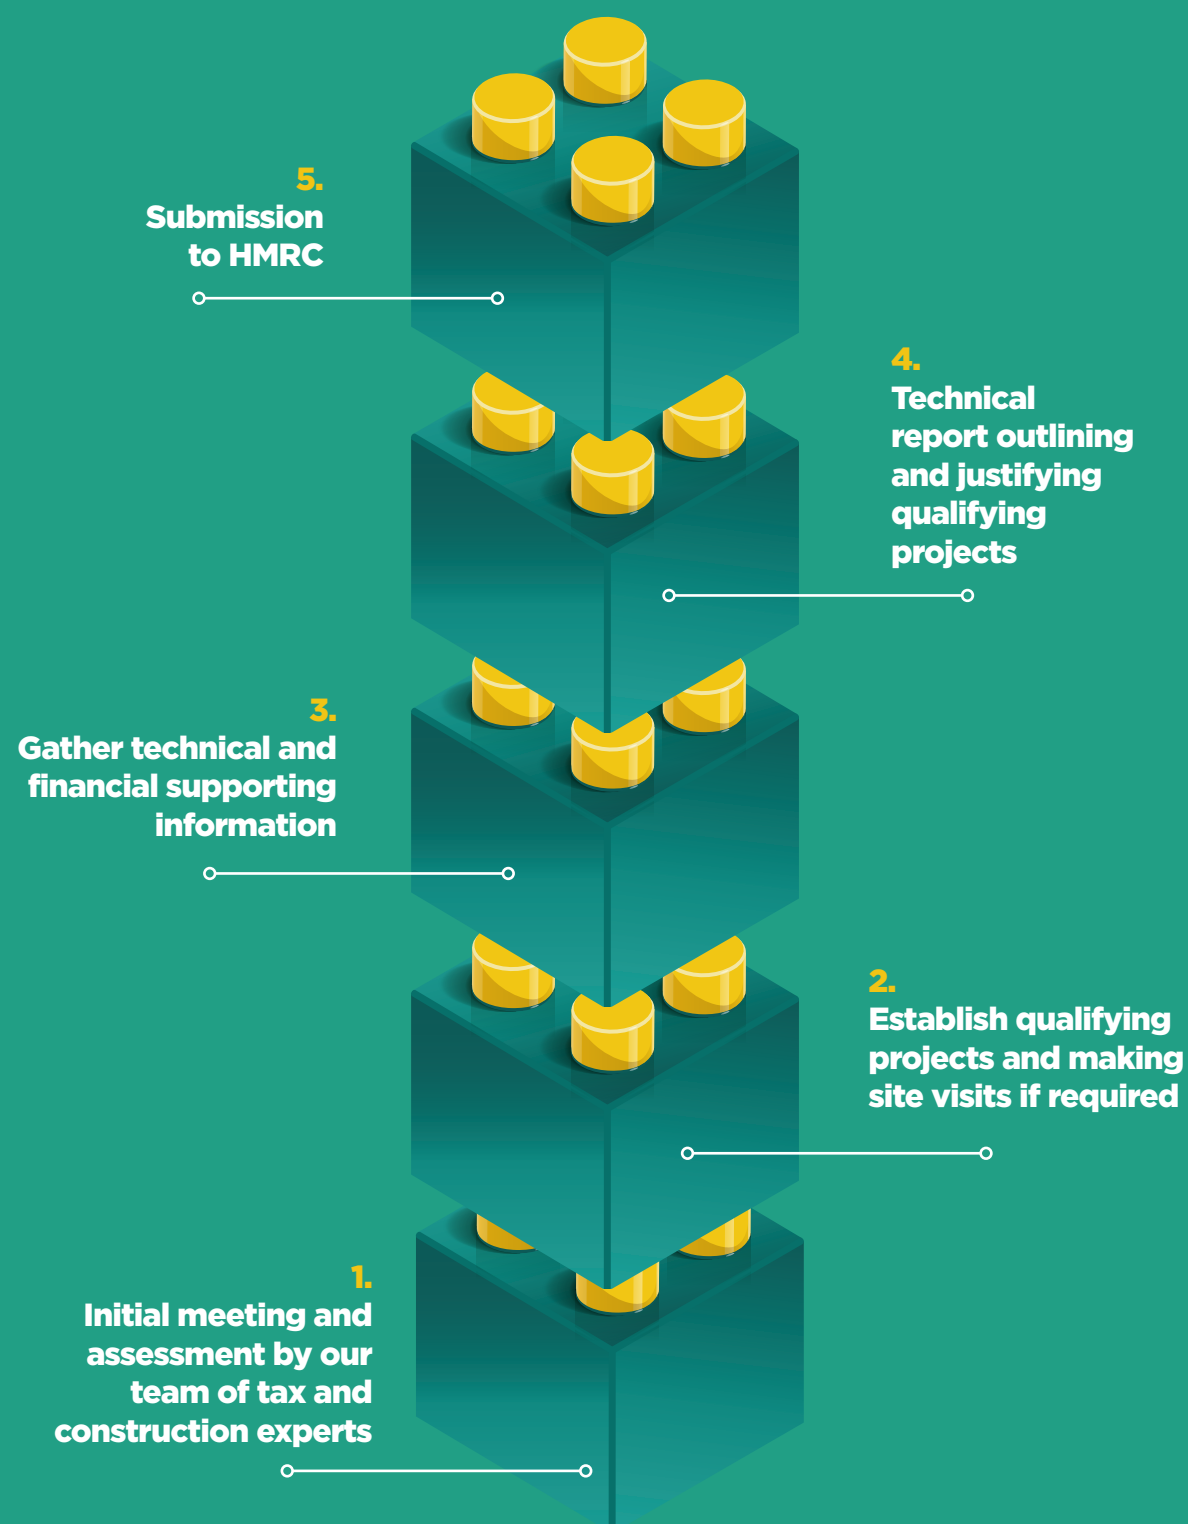 5.
Submission
to HMRC
4.
Technical
report outlining
and justifying
qualifying
projects
3.
Gather technical and
financial supporting
information
2.
Establish qualifying
projects and making
site visits if required
1.
Initial meeting and
assessment by our
team of tax and
construction experts